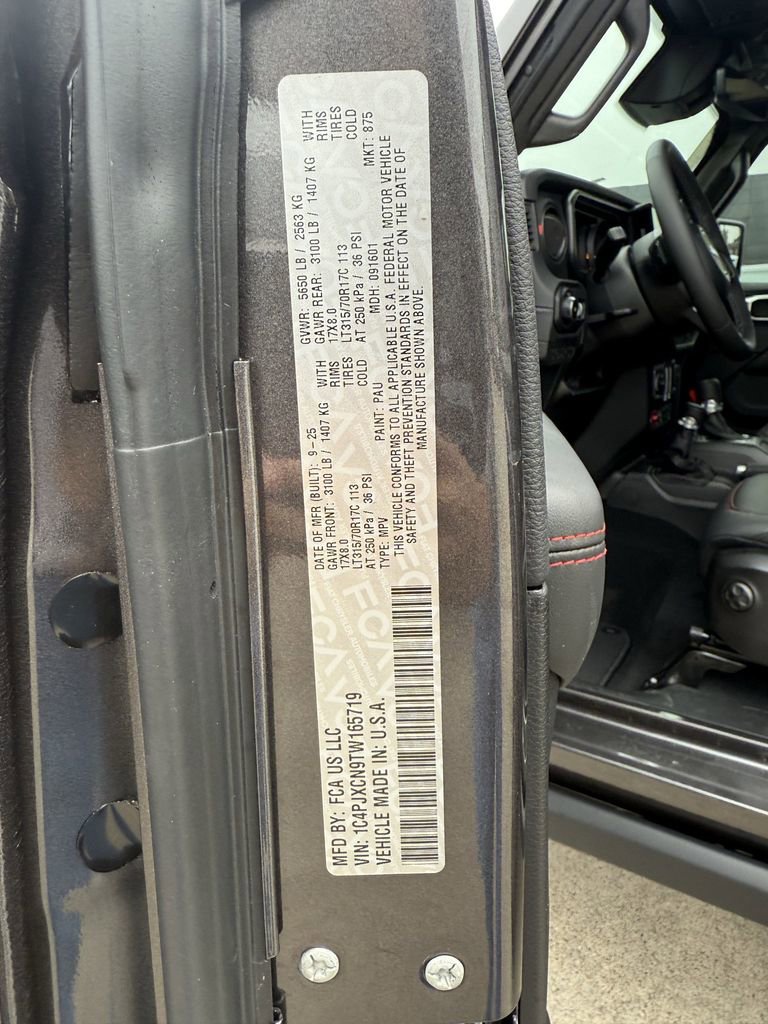 MFD BY: FCA US LLC
DATE OF MFR (BUILT): 9-25
GVWR: 5650 LB / 2563 KG
GAWR FRONT: 3100 LB / 1407 KG WITH
GAWR REAR: 3100 LB / 1407 KG WITH
17X8.0 RIMS
17X8.0 RIMS
LT315/70R17C 113 TIRES
LT315/70R17C 113 TIRES
AT 250 kPa / 36 PSI COLD
AT 250 kPa / 36 PSI COLD
VIN: 1C4PJXCN9TW165719
TYPE: MPV PAINT: PAU MDH: 091601 MKT: 875
VEHICLE MADE IN: U.S.A.
THIS VEHICLE CONFORMS TO ALL APPLICABLE U.S.A. FEDERAL MOTOR VEHICLE
SAFETY AND THEFT PREVENTION STANDARDS IN EFFECT ON THE DATE OF
MANUFACTURE SHOWN ABOVE.